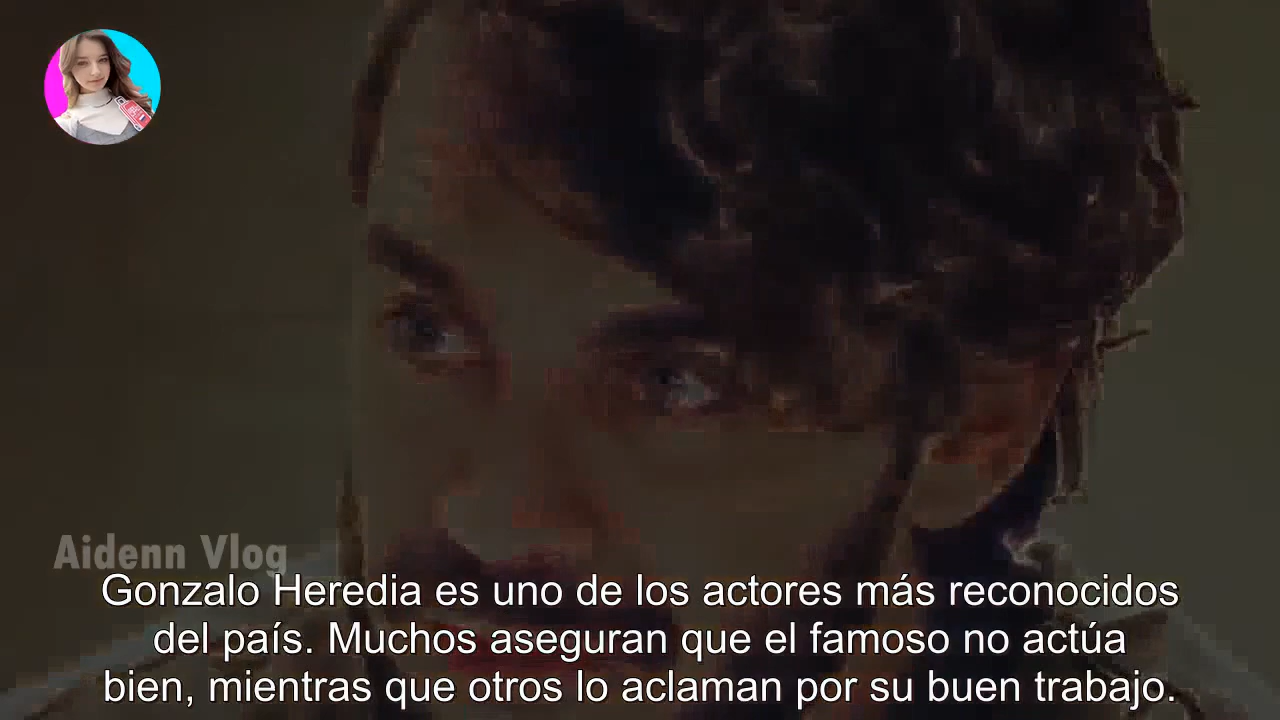 Aidenn Vlog
Gonzalo Heredia es uno de los actores más reconocidos
del país. Muchos aseguran que el famoso no actúa
bien, mientras que otros lo aclaman por su buen trabajo.